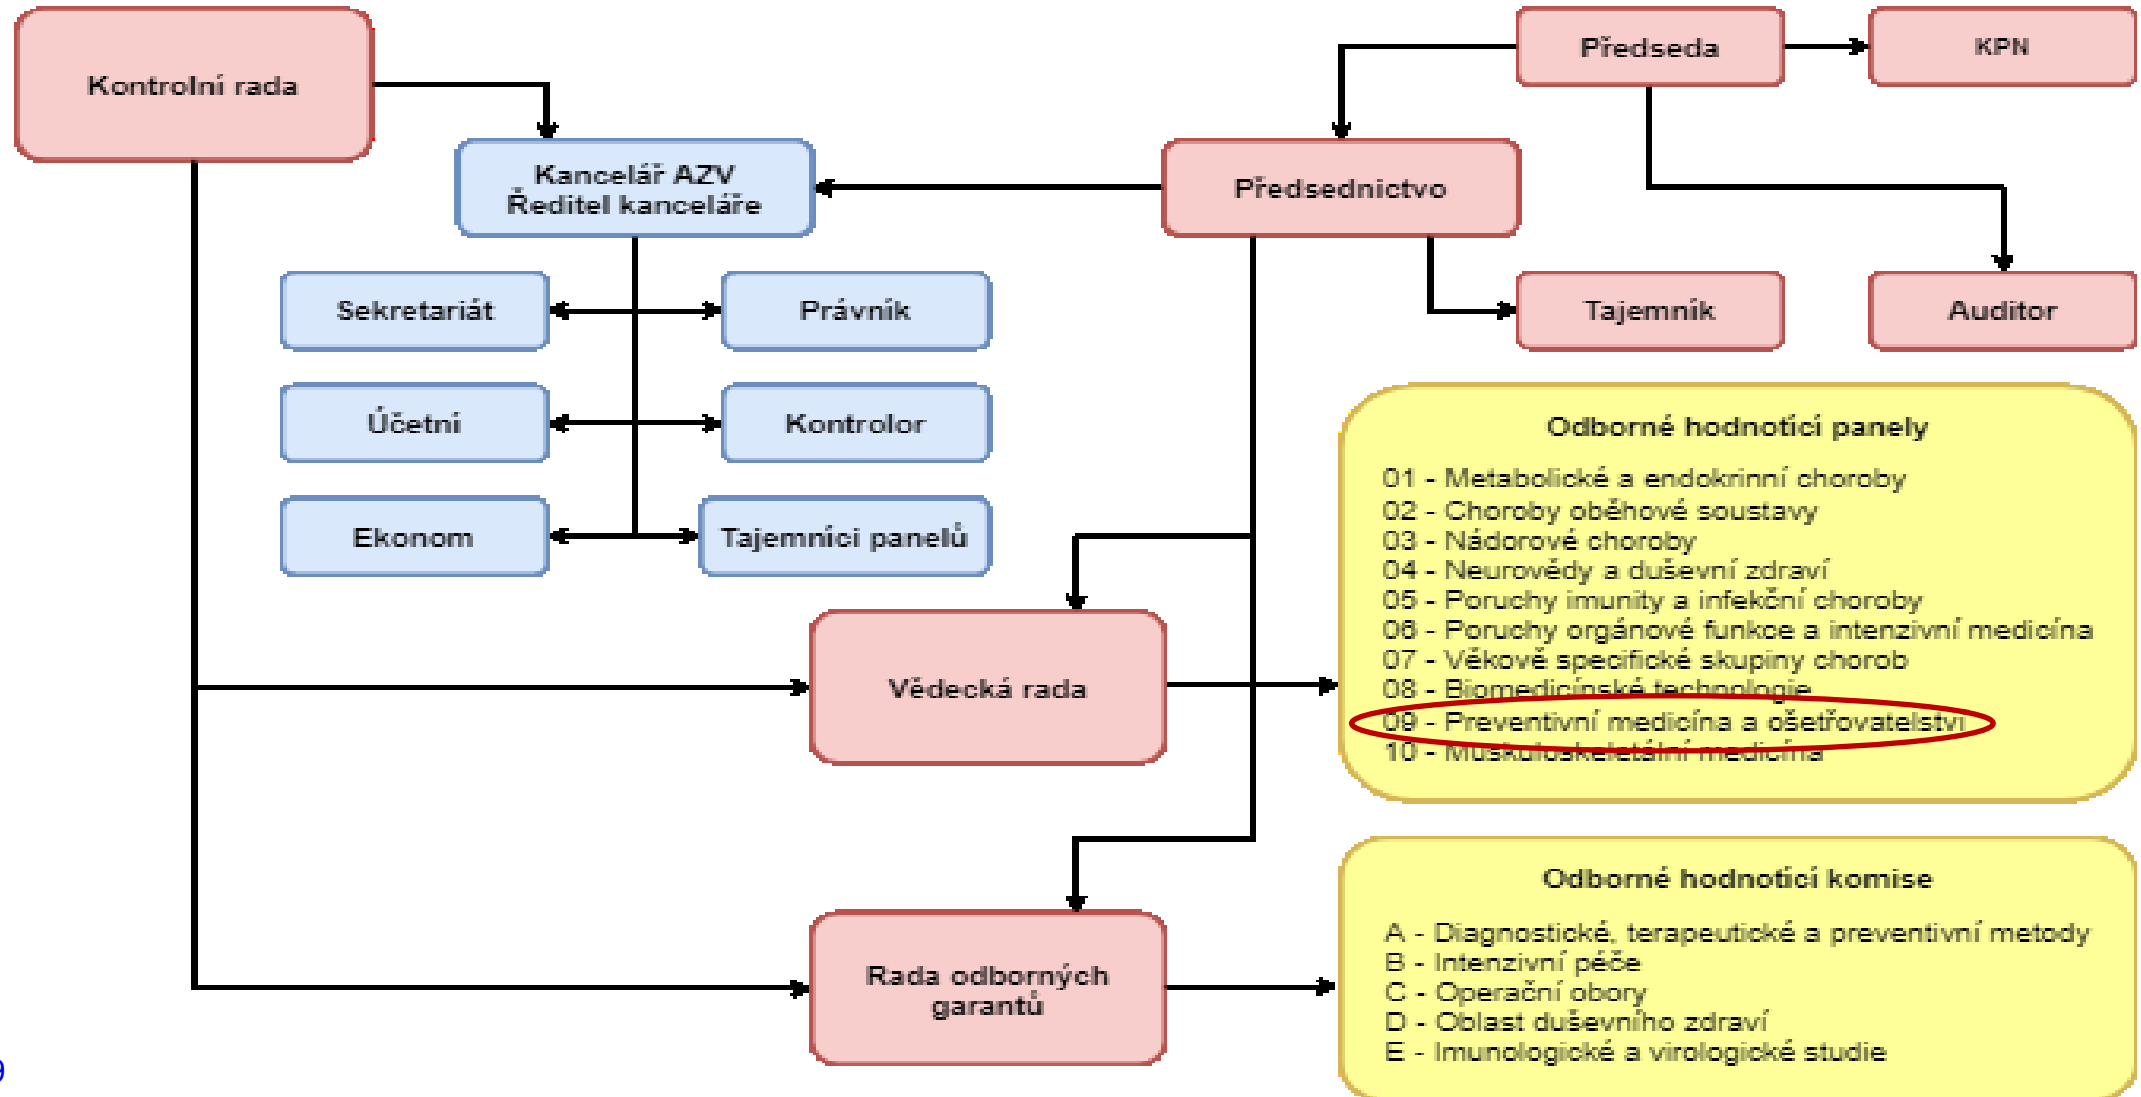 Kontrolní rada
Předseda
KPN
Kancelář AZV
Ředitel kanceláře
Předsednictvo
Sekretariát
Právník
Tajemník
Auditor
Účetní
Kontrolor
Ekonom
Tajemníci panelů
Odborné hodnotící panely
01 - Metabolické a endokrinní choroby
02 - Choroby oběhové soustavy
03 - Nádorové choroby
04 - Neurovědy a duševní zdraví
05 - Poruchy imunity a infekční choroby
06 - Poruchy orgánové funkce a intenzivní medicína
07 - Věkově specifické skupiny chorob
08 - Biomedicínské technologie
09 - Preventivní medicína a ošetřovatelství
10 - Muskuloskeletální medicína
Vědecká rada
Odborné hodnotící komise
A - Diagnostické, terapeutické a preventivní metody
B - Intenzivní péče
C - Operační obory
D - Oblast duševního zdraví
E - Imunologické a virologické studie
Rada odborných
garantů
9